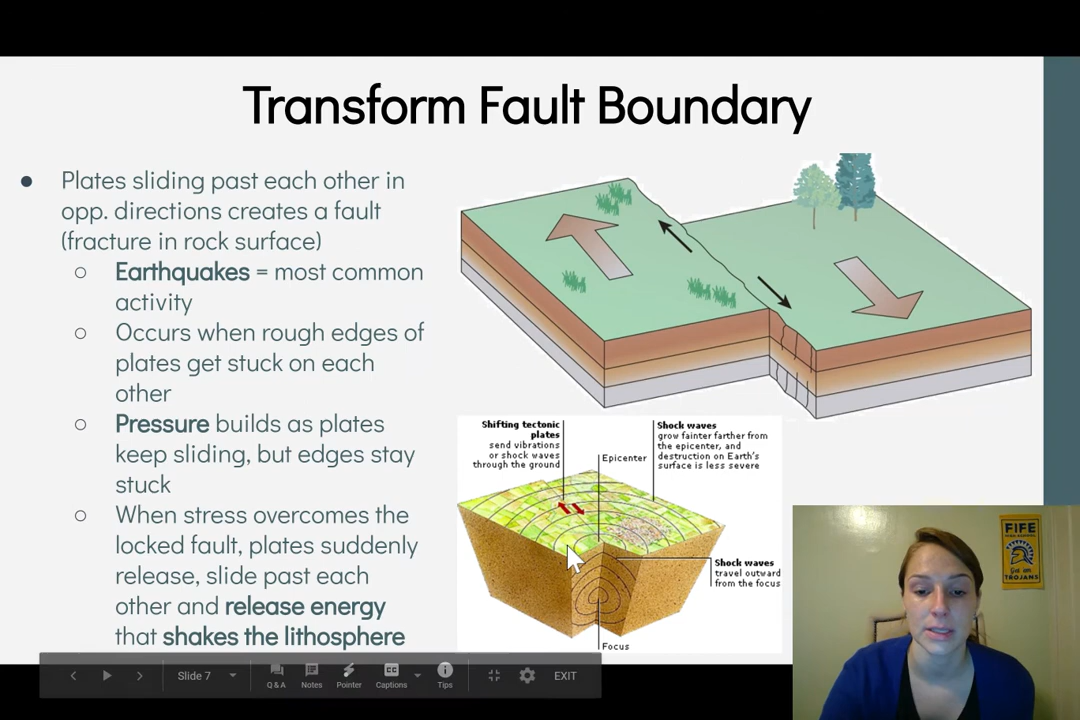 Transform Fault Boundary
● Plates sliding past each other in
opp. directions creates a fault
(fracture in rock surface)
○ Earthquakes = most common
activity
○ Occurs when rough edges of
plates get stuck on each
other
○ Pressure builds as plates
keep sliding, but edges stay
stuck
○ When stress overcomes the
locked fault, plates suddenly
release, slide past each
other and release energy
that shakes the lithosphere
Shifting tectonic
plates
send vibrations
or shock waves
through the ground
Epicenter
Shock waves
grow fainter farther from
the epicenter, and
destruction on Earth's
surface is less severe
Shock waves
travel outward
from the focus
Focus
FIFE
TROJANS
Slide 7
Q & A
Notes
Pointer
CC
Captions
Tips
EXIT